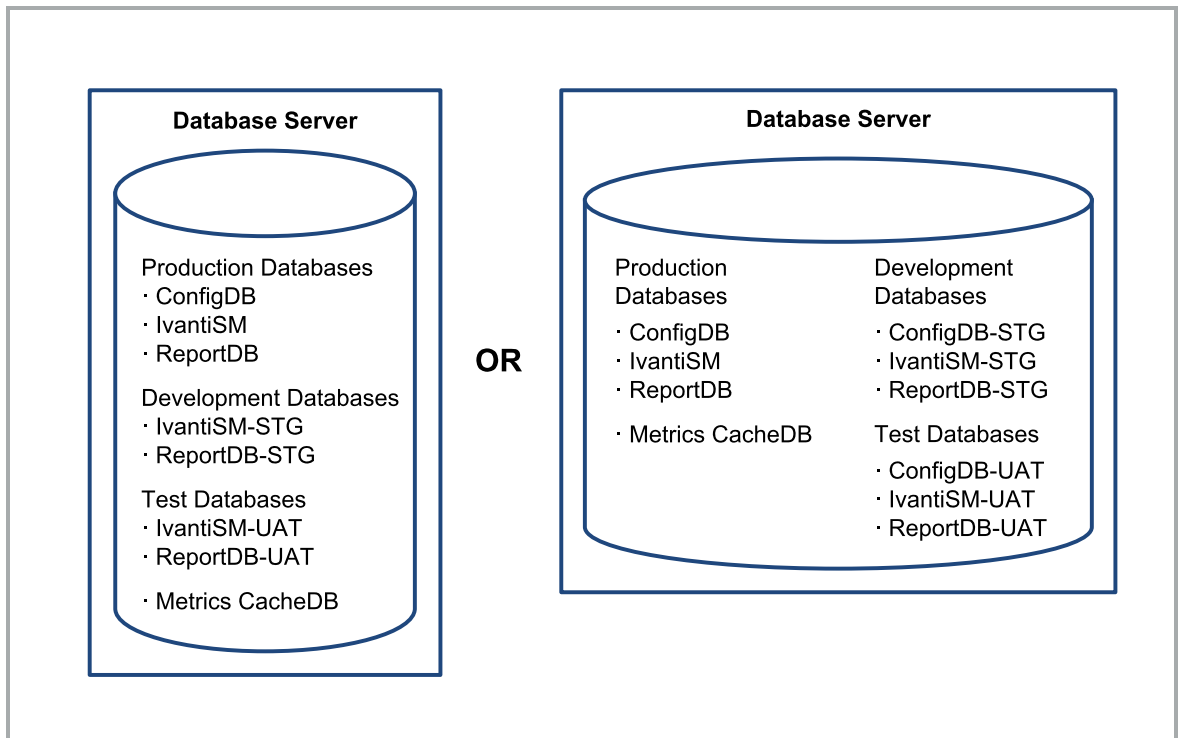 Database Server
Production Databases
· ConfigDB
· IvantiSM
· ReportDB
Development Databases
· IvantiSM-STG
· ReportDB-STG
Test Databases
· IvantiSM-UAT
· ReportDB-UAT
· Metrics CacheDB
OR
Database Server
Production
Databases
· ConfigDB
· IvantiSM
· ReportDB
· Metrics CacheDB
Development
Databases
· ConfigDB-STG
· IvantiSM-STG
· ReportDB-STG
Test Databases
· ConfigDB-UAT
· IvantiSM-UAT
· ReportDB-UAT